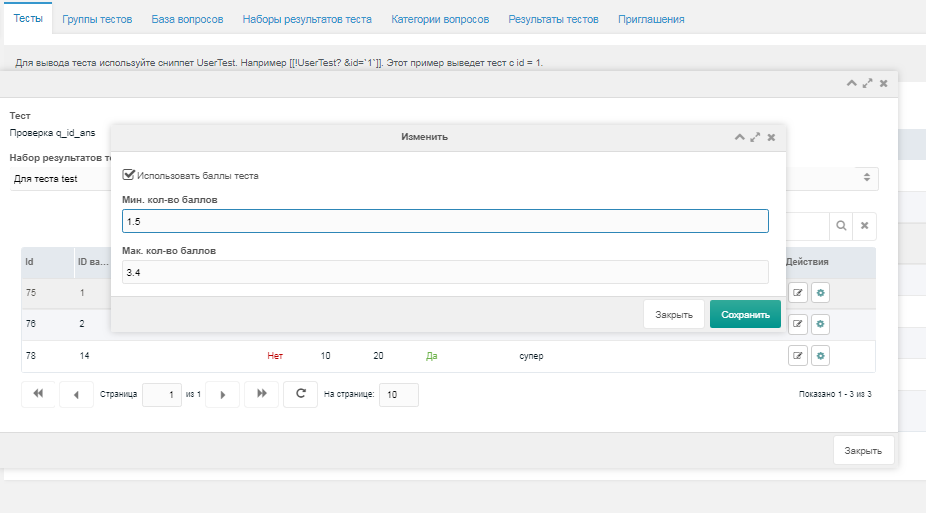 Тесты Группы тестов База вопросов Наборы результатов теста Категории вопросов Результаты тестов Приглашения
Для вывода теста используйте сниппет UserTest. Например [[!UserTest? &id=`1`]]. Этот пример выведет тест с id = 1.
Тест
Проверка q_id_ans
Изменить
Набор результатов т
Для теста test
Использовать баллы теста
Мин. кол-во баллов
1.5
Мак. кол-во баллов
3.4
Закрыть Сохранить
Id ID ва... Действия
75 1
76 2
78 14 Нет 10 20 Да супер
Страница 1 из 1 На странице: 10 Показано 1 - 3 из 3
Закрыть